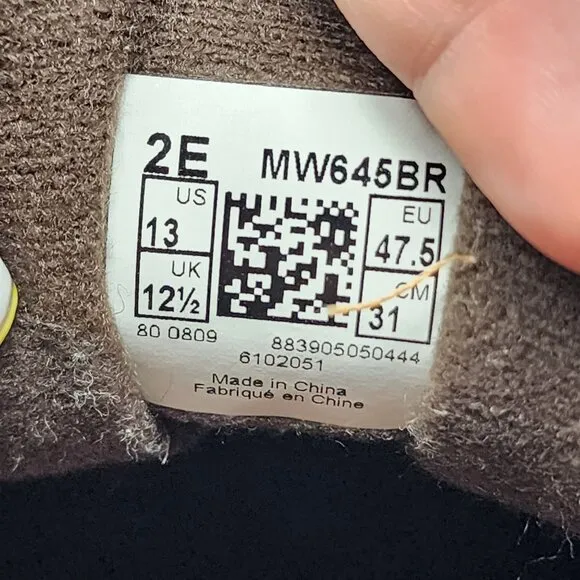 2E MW645BR
US EU
13 47.5
UK CM
12½ 31
80 0809 883905050444
6102051
Made in China
Fabriqué en Chine